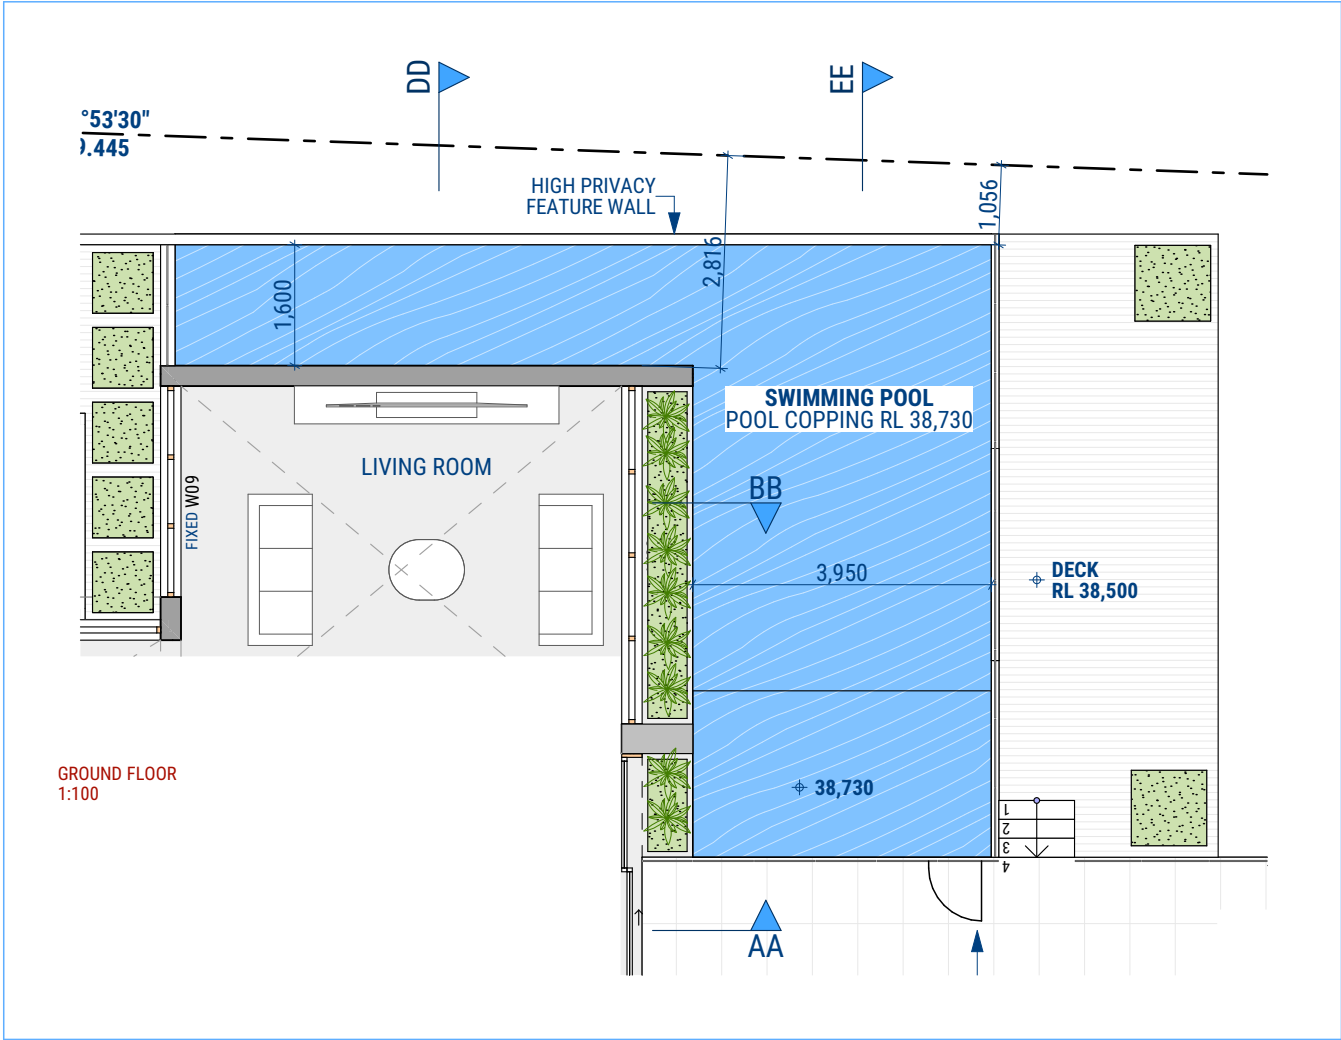 DD
EE
°53'30"
9.445
HIGH PRIVACY
FEATURE WALL
1,056
2,816
1,600
SWIMMING POOL
POOL COPPING RL 38,730
LIVING ROOM
BB
FIXED W09
3,950
DECK
RL 38,500
GROUND FLOOR
1:100
38,730
1
2
3
4
AA